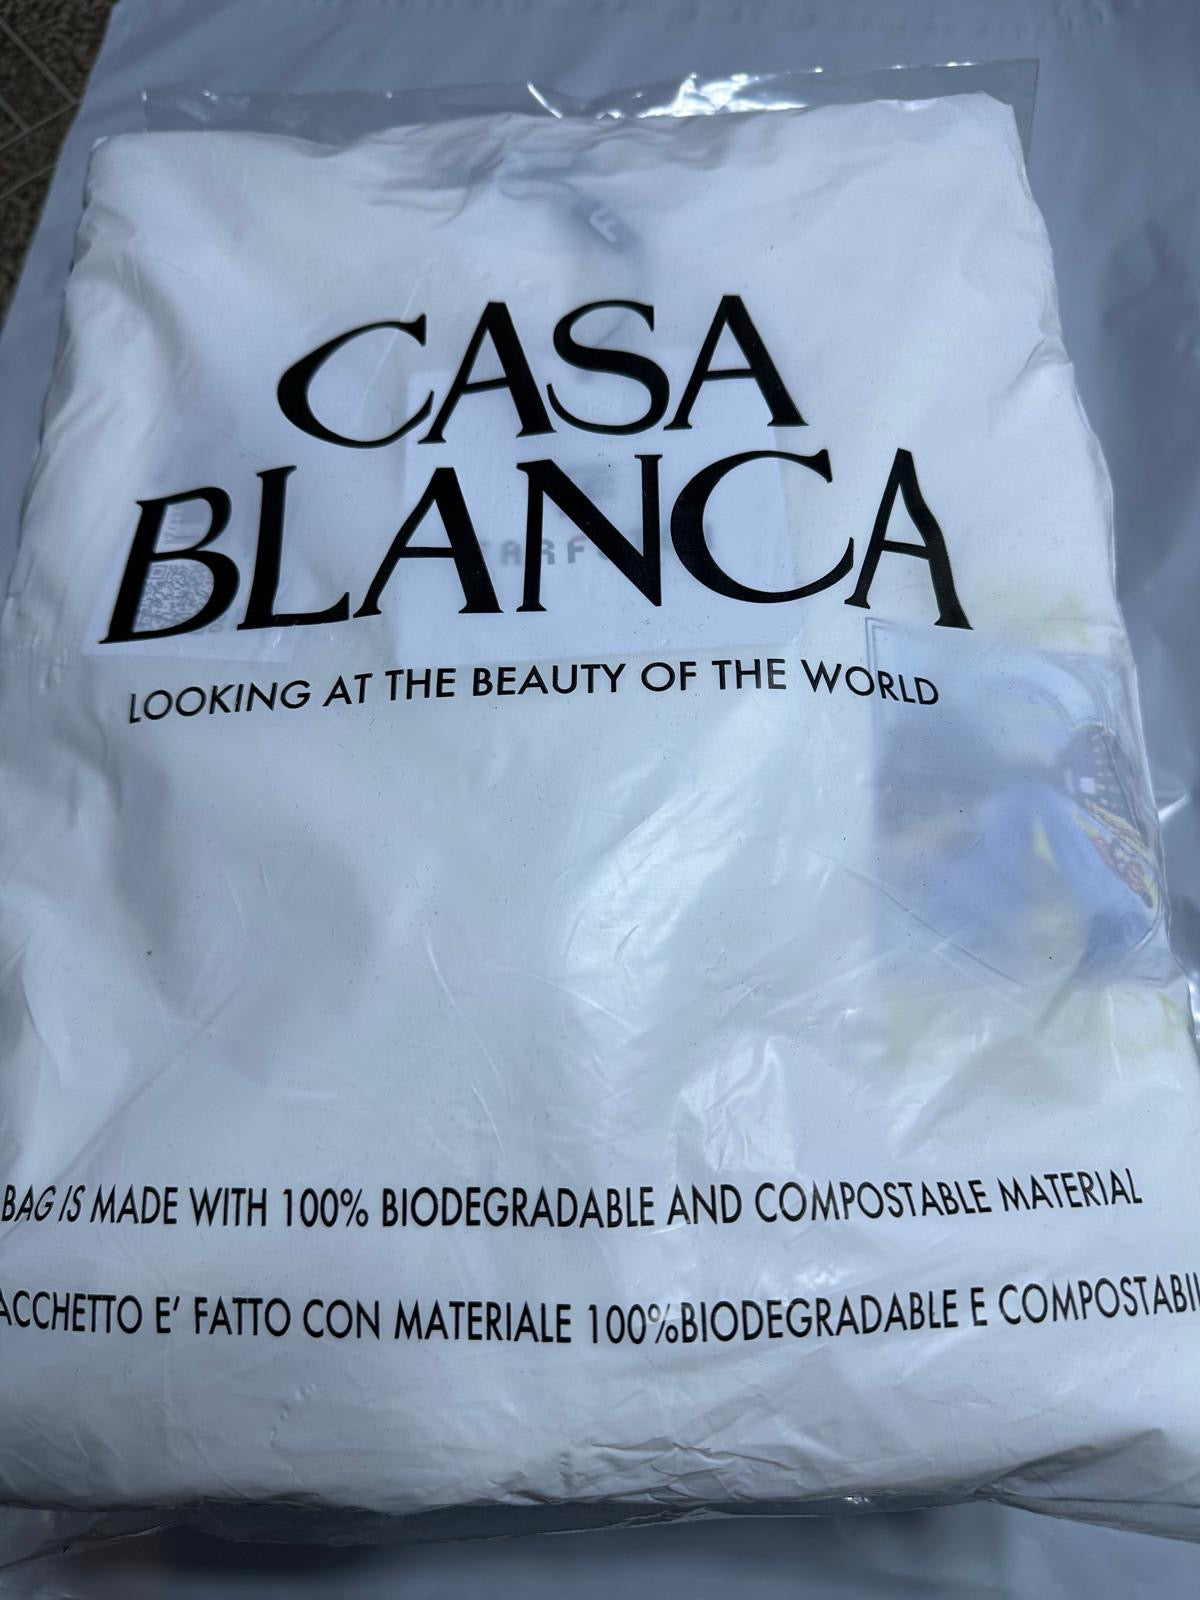 CASA
BLANCA
LOOKING AT THE BEAUTY OF THE WORLD
BAG IS MADE WITH 100% BIODEGRADABLE AND COMPOSTABLE MATERIAL
ACCHETTO E' FATTO CON MATERIALE 100%BIODEGRADABLE E COMPOSTABI